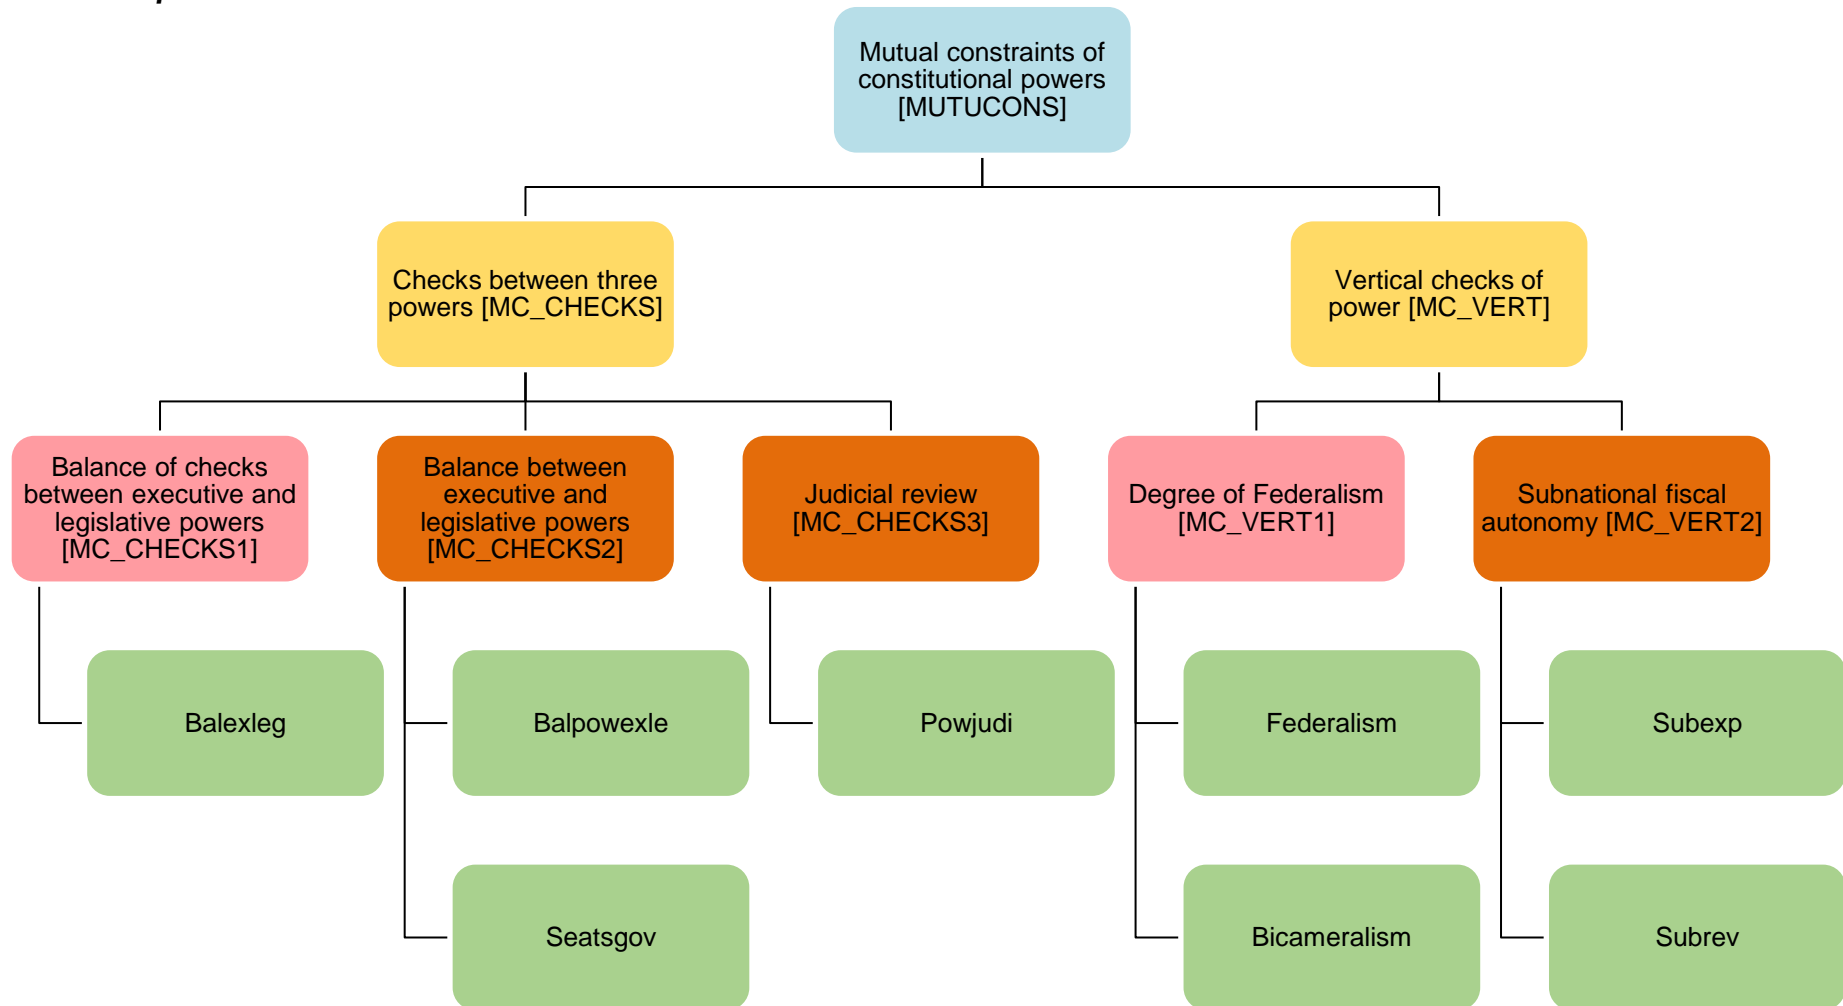 Mutual constraints of
constitutional powers
[MUTUCONS]
Checks between three
powers [MC_CHECKS]
Vertical checks of
power [MC_VERT]
Balance of checks
between executive and
legislative powers
[MC_CHECKS1]
Balance between
executive and
legislative powers
[MC_CHECKS2]
Judicial review
[MC_CHECKS3]
Degree of Federalism
[MC_VERT1]
Subnational fiscal
autonomy [MC_VERT2]
Balexleg
Balpowexle
Powjudi
Federalism
Subexp
Seatsgov
Bicameralism
Subrev